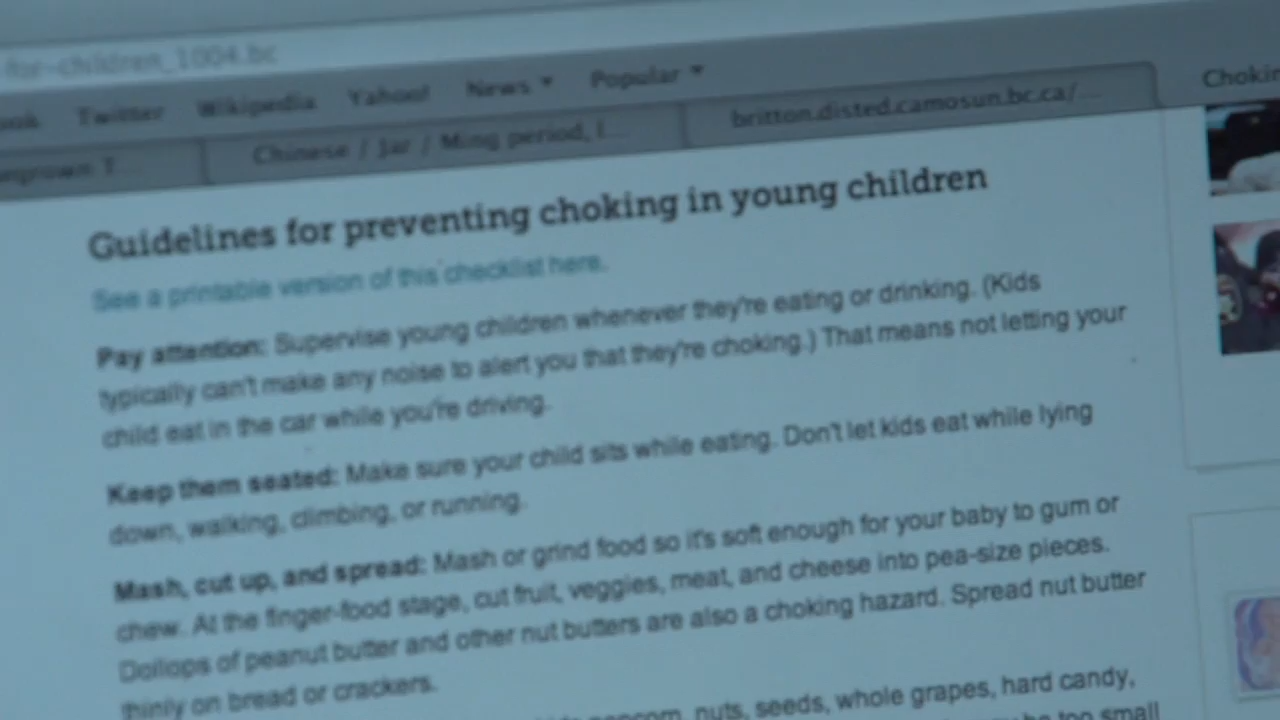 -for-children_1004.bc
Twitter Wikipedia Yahoo! News Popular
Chinese / Jar / Ming period, l... britton.disted.camosun.bc.ca/...
Guidelines for preventing choking in young children
See a printable version of this checklist here.
Pay attention: Supervise young children whenever they're eating or drinking. (Kids
typically can't make any noise to alert you that they're choking.) That means not letting your
child eat in the car while you're driving.
Keep them seated: Make sure your child sits while eating. Don't let kids eat while lying
down, walking, climbing, or running.
Mash, cut up, and spread: Mash or grind food so it's soft enough for your baby to gum or
chew. At the finger-food stage, cut fruit, veggies, meat, and cheese into pea-size pieces.
Dollops of peanut butter and other nut butters are also a choking hazard. Spread nut butter
thinly on bread or crackers.
nuts, seeds, whole grapes, hard candy,
be too small